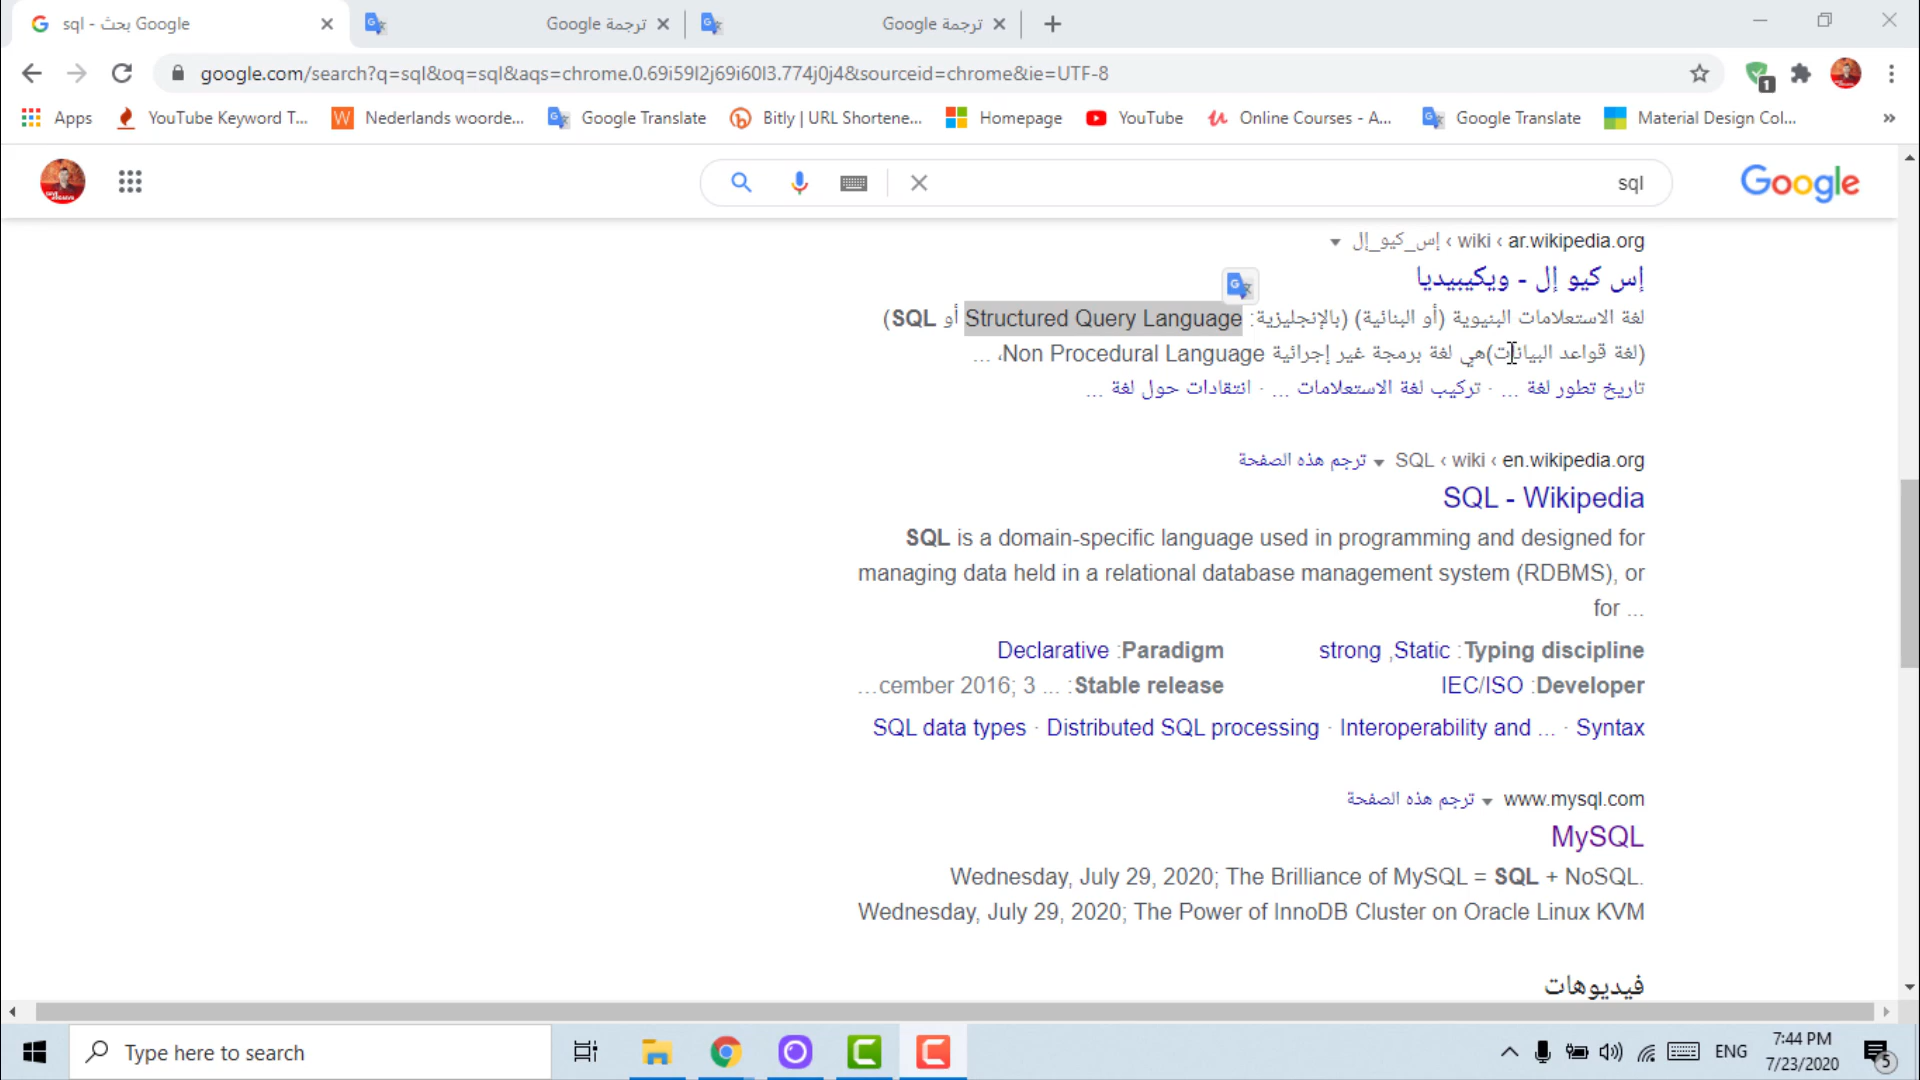 sql - بحث Google
ترجمة Google
ترجمة Google
google.com/search?q=sql&oq=sql&aqs=chrome.0.69i59l2j69i60l3.774j0j4&sourceid=chrome&ie=UTF-8
1
Apps
YouTube Keyword T...
Nederlands woorde...
Google Translate
Bitly | URL Shortene...
Homepage
YouTube
Online Courses - A...
Google Translate
Material Design Col...
»
sql
Google
ar.wikipedia.org › wiki › إس_كيو_إل
إس كيو إل - ويكيبيديا
لغة الاستعلامات البنيوية (أو البنائية) (بالإنجليزية: Structured Query Language أو SQL)
(لغة قواعد البيانات)هي لغة برمجة غير إجرائية Non Procedural Language، ...
تاريخ تطور لغة ... · تركيب لغة الاستعلامات ... · انتقادات حول لغة ...
en.wikipedia.org › wiki › SQL ترجم هذه الصفحة
SQL - Wikipedia
SQL is a domain-specific language used in programming and designed for
managing data held in a relational database management system (RDBMS), or
for ...
Typing discipline: Static, strong
Paradigm: Declarative
Developer: ISO/IEC
Stable release: ... cember 2016; 3...
Syntax · ... Interoperability and · Distributed SQL processing · SQL data types
www.mysql.com ترجم هذه الصفحة
MySQL
Wednesday, July 29, 2020; The Brilliance of MySQL = SQL + NoSQL.
Wednesday, July 29, 2020; The Power of InnoDB Cluster on Oracle Linux KVM
فيديوهات
Type here to search
ENG
7:44 PM
7/23/2020
5